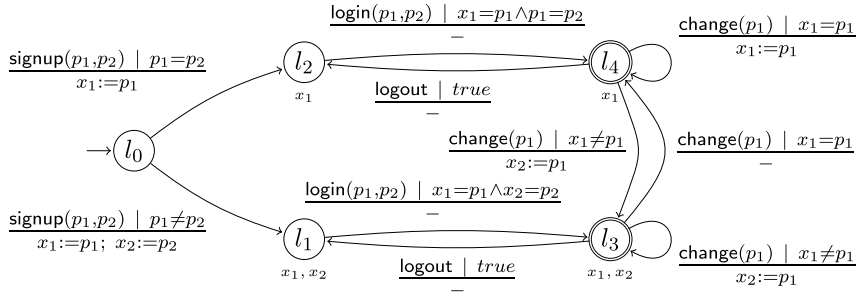 login(p₁,p₂) | x₁=p₁∧p₁=p₂
−
change(p₁) | x₁=p₁
x₁:=p₁
signup(p₁,p₂) | p₁=p₂
x₁:=p₁
l₂
x₁
l₄
x₁
logout | true
−
l₀
change(p₁) | x₁≠p₁
x₂:=p₁
change(p₁) | x₁=p₁
−
login(p₁,p₂) | x₁=p₁∧x₂=p₂
−
signup(p₁,p₂) | p₁≠p₂
x₁:=p₁; x₂:=p₂
l₁
x₁, x₂
l₃
x₁, x₂
logout | true
−
change(p₁) | x₁≠p₁
x₂:=p₁